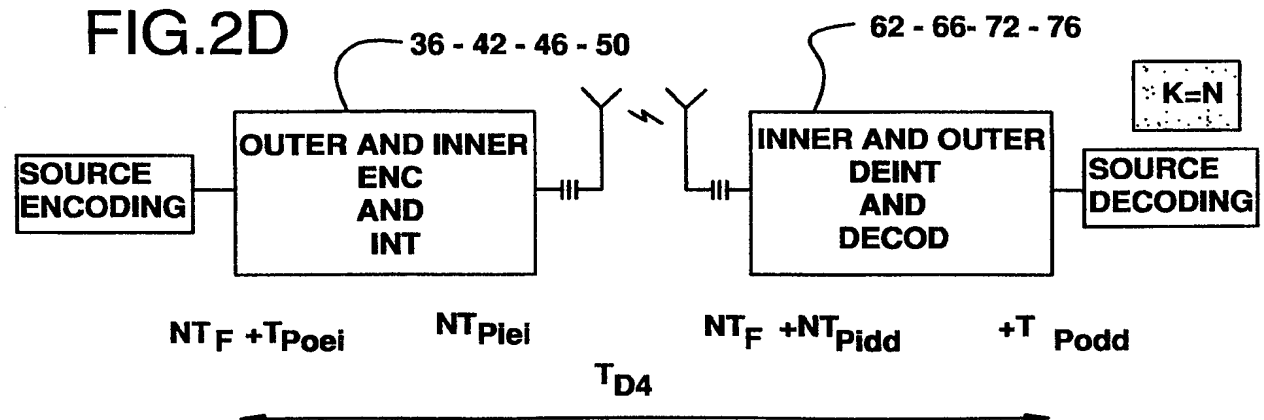 FIG.2D
36 - 42 - 46 - 50
62 - 66- 72 - 76
K=N
SOURCE
ENCODING
OUTER AND INNER
ENC
AND
INT
INNER AND OUTER
DEINT
AND
DECOD
SOURCE
DECODING
NTF +TPoei
NTPiei
NTF +NTPidd
+T Podd
TD4